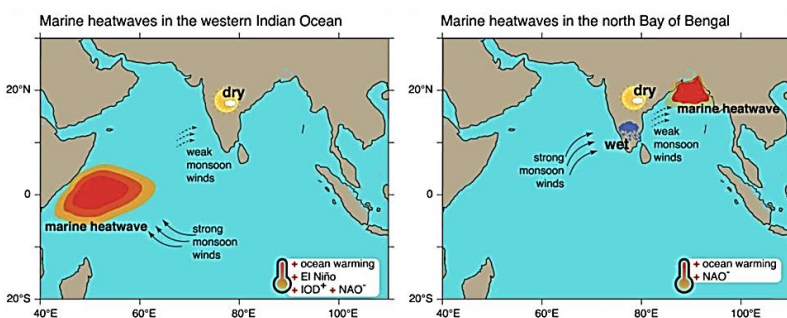 Marine heatwaves in the western Indian Ocean
20°N
0
20°S
40°E
60°E
80°E
100°E
dry
weak
monsoon
winds
marine heatwave
strong
monsoon
winds
+ ocean warming
+ El Niño
+ IOD⁺ + NAO⁻
Marine heatwaves in the north Bay of Bengal
20°N
0
20°S
40°E
60°E
80°E
100°E
dry
marine heatwave
wet
weak
monsoon
winds
strong
monsoon
winds
+ ocean warming
+ NAO⁻